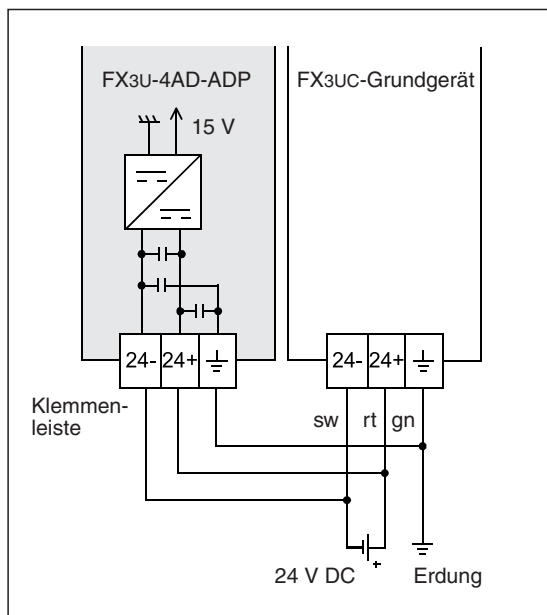 FX3U-4AD-ADP
FX3UC-Grundgerät
15 V
24- 24+
24- 24+
Klemmen-
leiste
sw rt gn
24 V DC
+
Erdung